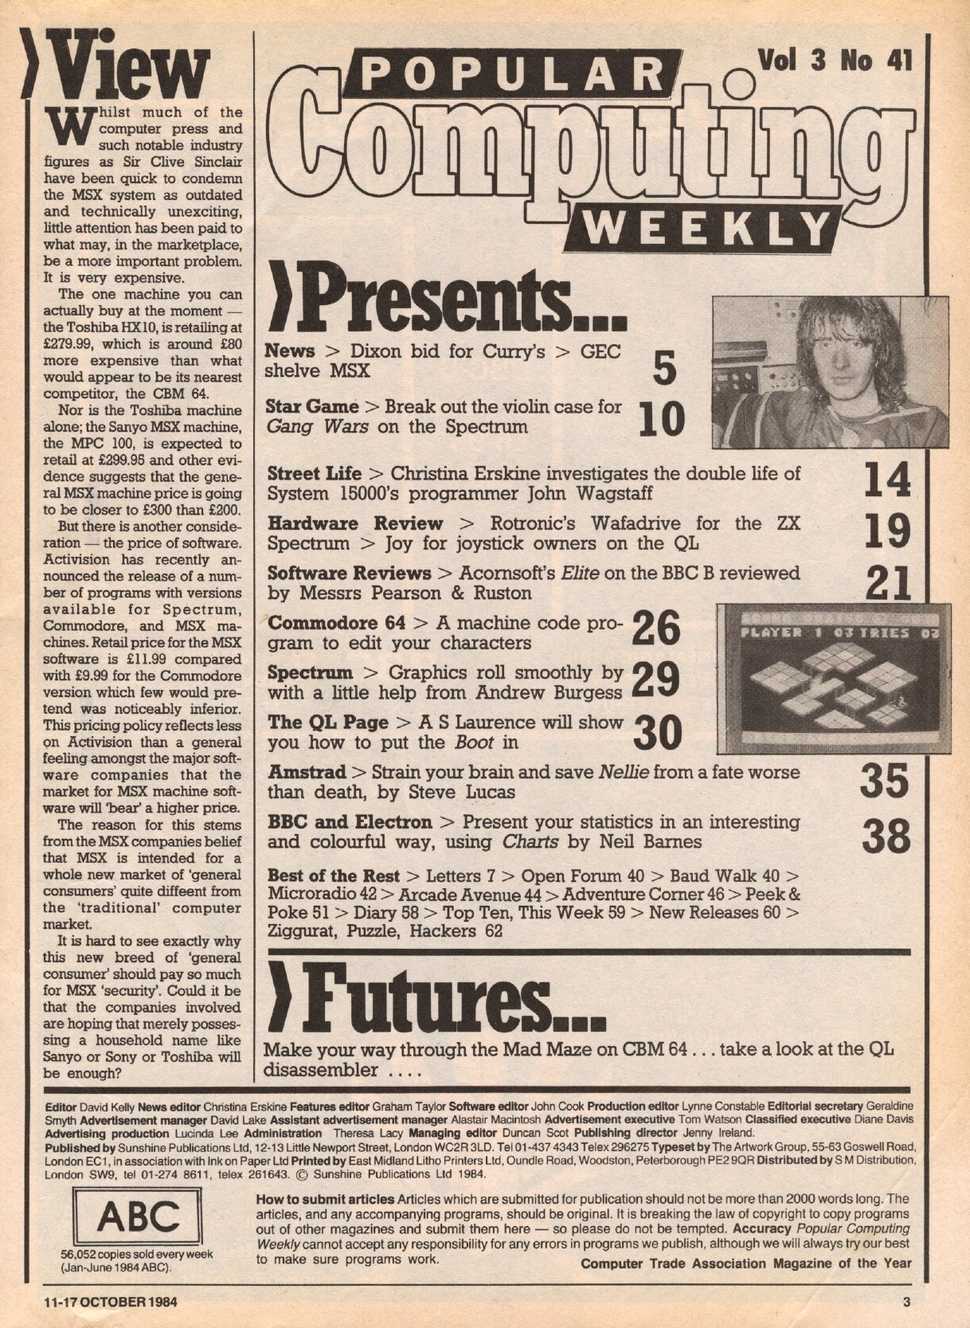 View
Whilst much of the
computer press and
such notable industry
figures as Sir Clive Sinclair
have been quick to condemn
the MSX system as outdated
and technically unexciting,
little attention has been paid to
what may, in the marketplace,
be a more important problem.
It is very expensive.
The one machine you can
actually buy at the moment —
the Toshiba HX10, is retailing at
£279.99, which is around £80
more expensive than what
would appear to be its nearest
competitor, the CBM 64.
Nor is the Toshiba machine
alone; the Sanyo MSX machine,
the MPC 100, is expected to
retail at £299.95 and other evi-
dence suggests that the gene-
ral MSX machine price is going
to be closer to £300 than £200.
But there is another conside-
ration — the price of software.
Activision has recently an-
nounced the release of a num-
ber of programs with versions
available for Spectrum,
Commodore, and MSX ma-
chines. Retail price for the MSX
software is £11.99 compared
with £9.99 for the Commodore
version which few would pre-
tend was noticeably inferior.
This pricing policy reflects less
on Activision than a general
feeling amongst the major soft-
ware companies that the
market for MSX machine soft-
ware will 'bear' a higher price.
The reason for this stems
from the MSX companies belief
that MSX is intended for a
whole new market of 'general
consumers' quite diffeent from
the 'traditional' computer
market.
It is hard to see exactly why
this new breed of 'general
consumer' should pay so much
for MSX 'security'. Could it be
that the companies involved
are hoping that merely posses-
sing a household name like
Sanyo or Sony or Toshiba will
be enough?
Vol 3 No 41
POPULAR
Computing
WEEKLY
Presents...
News > Dixon bid for Curry's > GEC
shelve MSX 5
Star Game > Break out the violin case for
Gang Wars on the Spectrum 10
Street Life > Christina Erskine investigates the double life of
System 15000's programmer John Wagstaff 14
Hardware Review > Rotronic's Wafadrive for the ZX
Spectrum > Joy for joystick owners on the QL 19
Software Reviews > Acornsoft's Elite on the BBC B reviewed
by Messrs Pearson & Ruston 21
Commodore 64 > A machine code pro-
gram to edit your characters 26
Spectrum > Graphics roll smoothly by
with a little help from Andrew Burgess 29
The QL Page > A S Laurence will show
you how to put the Boot in 30
PLAYER 1 03 TRIES 03
Amstrad > Strain your brain and save Nellie from a fate worse
than death, by Steve Lucas 35
BBC and Electron > Present your statistics in an interesting
and colourful way, using Charts by Neil Barnes 38
Best of the Rest > Letters 7 > Open Forum 40 > Baud Walk 40 >
Microradio 42 > Arcade Avenue 44 > Adventure Corner 46 > Peek &
Poke 51 > Diary 58 > Top Ten, This Week 59 > New Releases 60 >
Ziggurat, Puzzle, Hackers 62
Futures...
Make your way through the Mad Maze on CBM 64 . . . take a look at the QL
disassembler . . . .
Editor David Kelly News editor Christina Erskine Features editor Graham Taylor Software editor John Cook Production editor Lynne Constable Editorial secretary Geraldine
Smyth Advertisement manager David Lake Assistant advertisement manager Alastair Macintosh Advertisement executive Tom Watson Classified executive Diane Davis
Advertising production Lucinda Lee Administration Theresa Lacy Managing editor Duncan Scot Publishing director Jenny Ireland.
Published by Sunshine Publications Ltd, 12-13 Little Newport Street, London WC2R 3LD. Tel 01-437 4343 Telex 296275 Typeset by The Artwork Group, 55-63 Goswell Road,
London EC1, in association with Ink on Paper Ltd Printed by East Midland Litho Printers Ltd, Oundle Road, Woodston, Peterborough PE2 9QR Distributed by S M Distribution,
London SW9, tel 01-274 8611, telex 261643. © Sunshine Publications Ltd 1984.
ABC
56,052 copies sold every week
(Jan-June 1984 ABC).
How to submit articles Articles which are submitted for publication should not be more than 2000 words long. The
articles, and any accompanying programs, should be original. It is breaking the law of copyright to copy programs
out of other magazines and submit them here — so please do not be tempted. Accuracy Popular Computing
Weekly cannot accept any responsibility for any errors in programs we publish, although we will always try our best
to make sure programs work.
Computer Trade Association Magazine of the Year
11-17 OCTOBER 1984
3